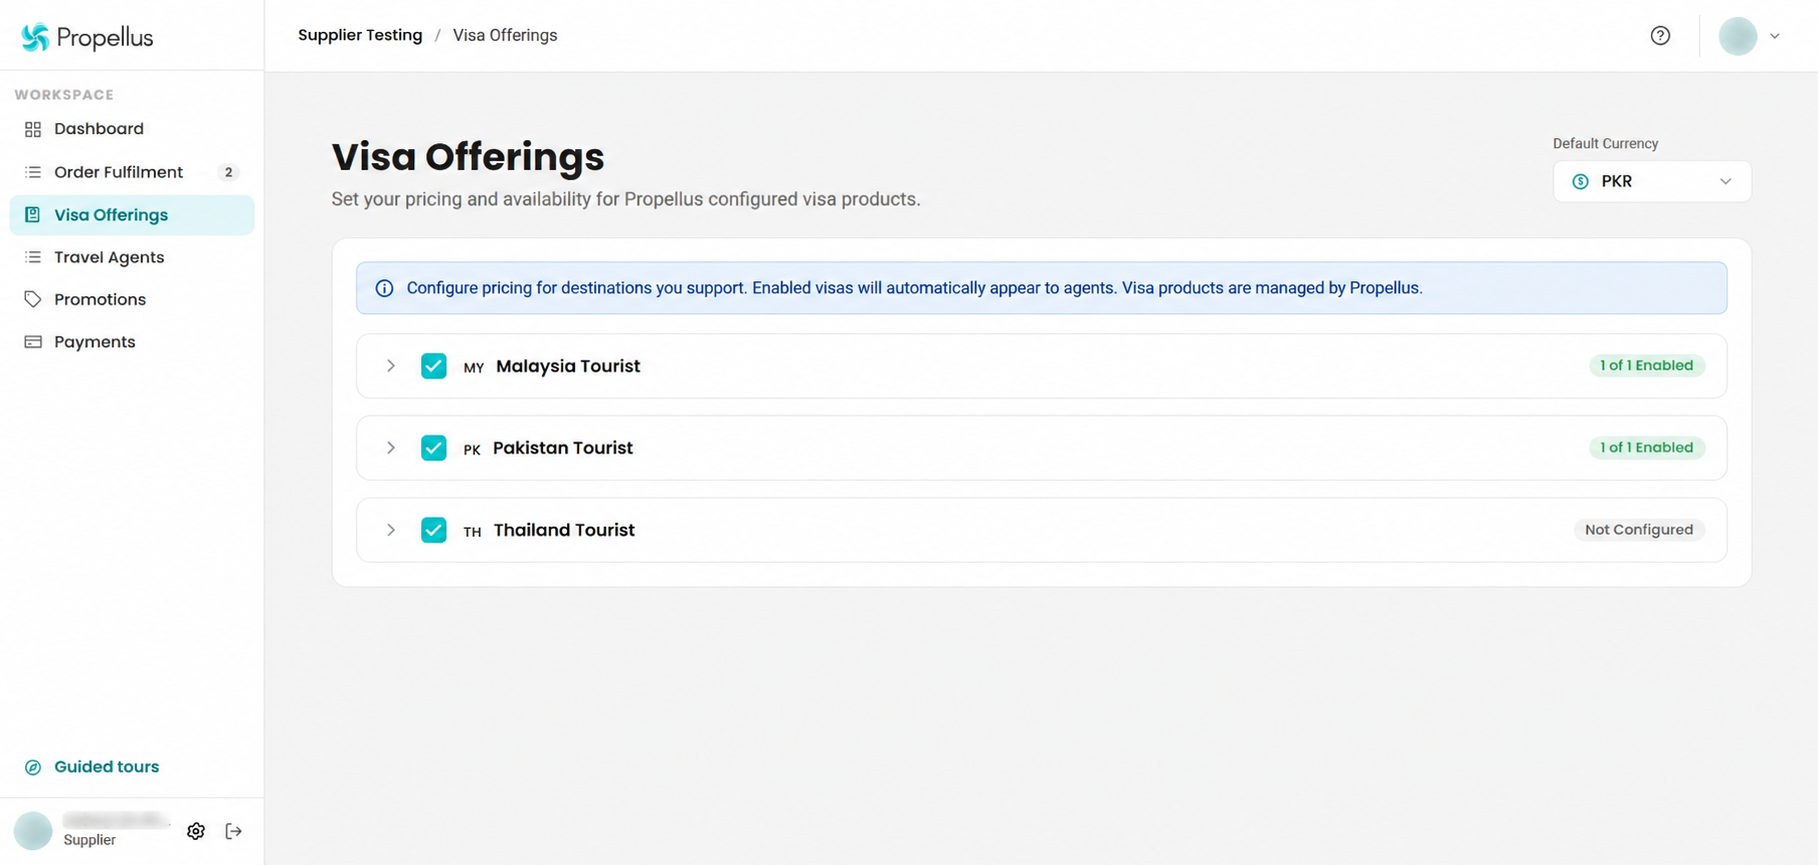 Propellus
Supplier Testing / Visa Offerings
WORKSPACE
Dashboard
Order Fulfilment 2
Visa Offerings
Travel Agents
Promotions
Payments
Guided tours
Supplier
Visa Offerings
Set your pricing and availability for Propellus configured visa products.
Default Currency
PKR
Configure pricing for destinations you support. Enabled visas will automatically appear to agents. Visa products are managed by Propellus.
MY Malaysia Tourist 1 of 1 Enabled
PK Pakistan Tourist 1 of 1 Enabled
TH Thailand Tourist Not Configured